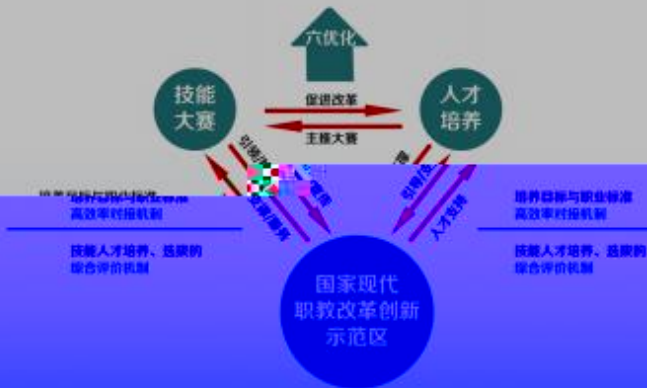 六优化
技能
大赛
促进改革
主推大赛
人才
培养
引导/支
人才支持
培养目标与职业标准
高效率对接机制
技能人才培养、选拔的
综合评价机制
培养目标与职业标准
高效率对接机制
技能人才培养、选拔的
综合评价机制
国家现代
职教改革创新
示范区